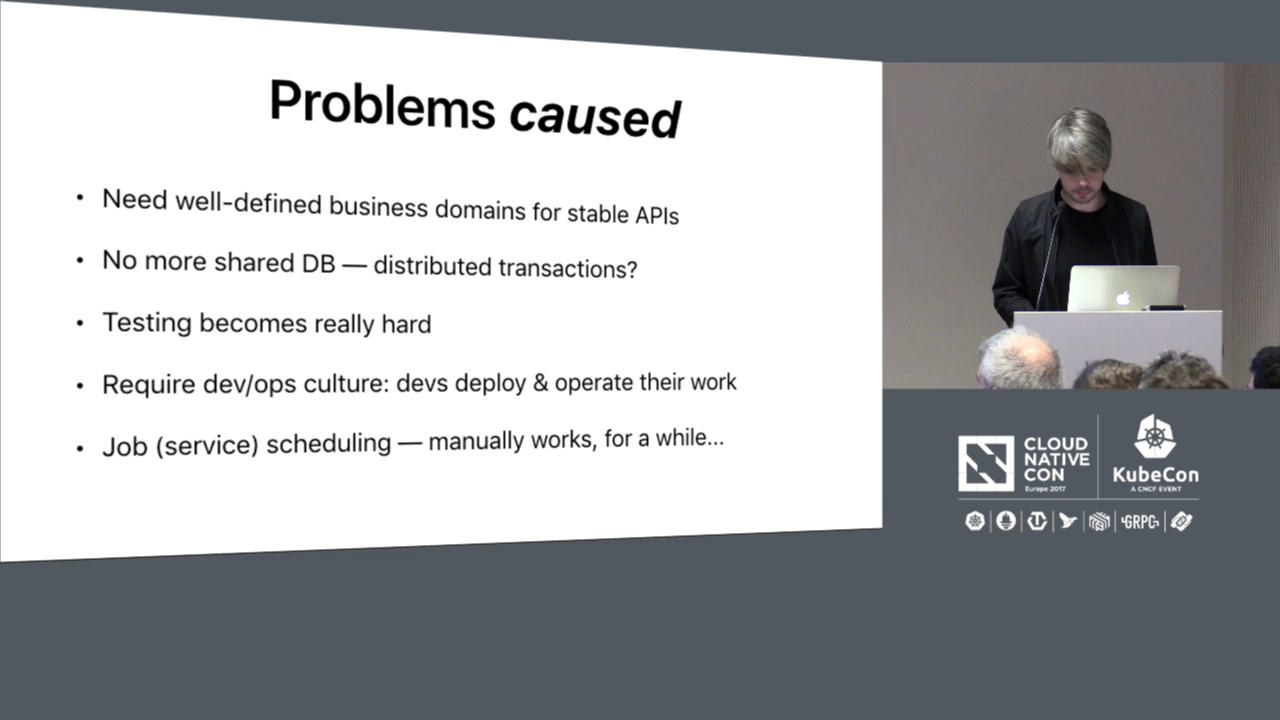 Problems caused
• Need well-defined business domains for stable APIs
• No more shared DB — distributed transactions?
• Testing becomes really hard
• Require dev/ops culture: devs deploy & operate their work
• Job (service) scheduling — manually works, for a while...
CLOUD
NATIVE
CON
Europe 2017
KubeCon
A CNCF EVENT
GRPC